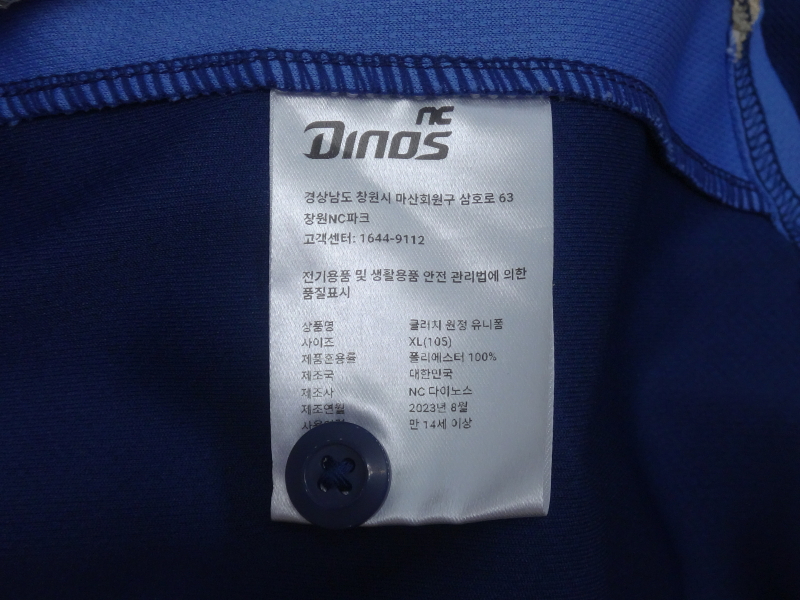 NC
DINOS
경상남도 창원시 마산회원구 삼호로 63
창원NC파크
고객센터: 1644-9112
전기용품 및 생활용품 안전 관리법에 의한
품질표시
상품명 클러치 원정 유니폼
사이즈 XL(105)
제품혼용률 폴리에스터 100%
제조국 대한민국
제조사 NC 다이노스
제조연월 2023년 8월
만 14세 이상